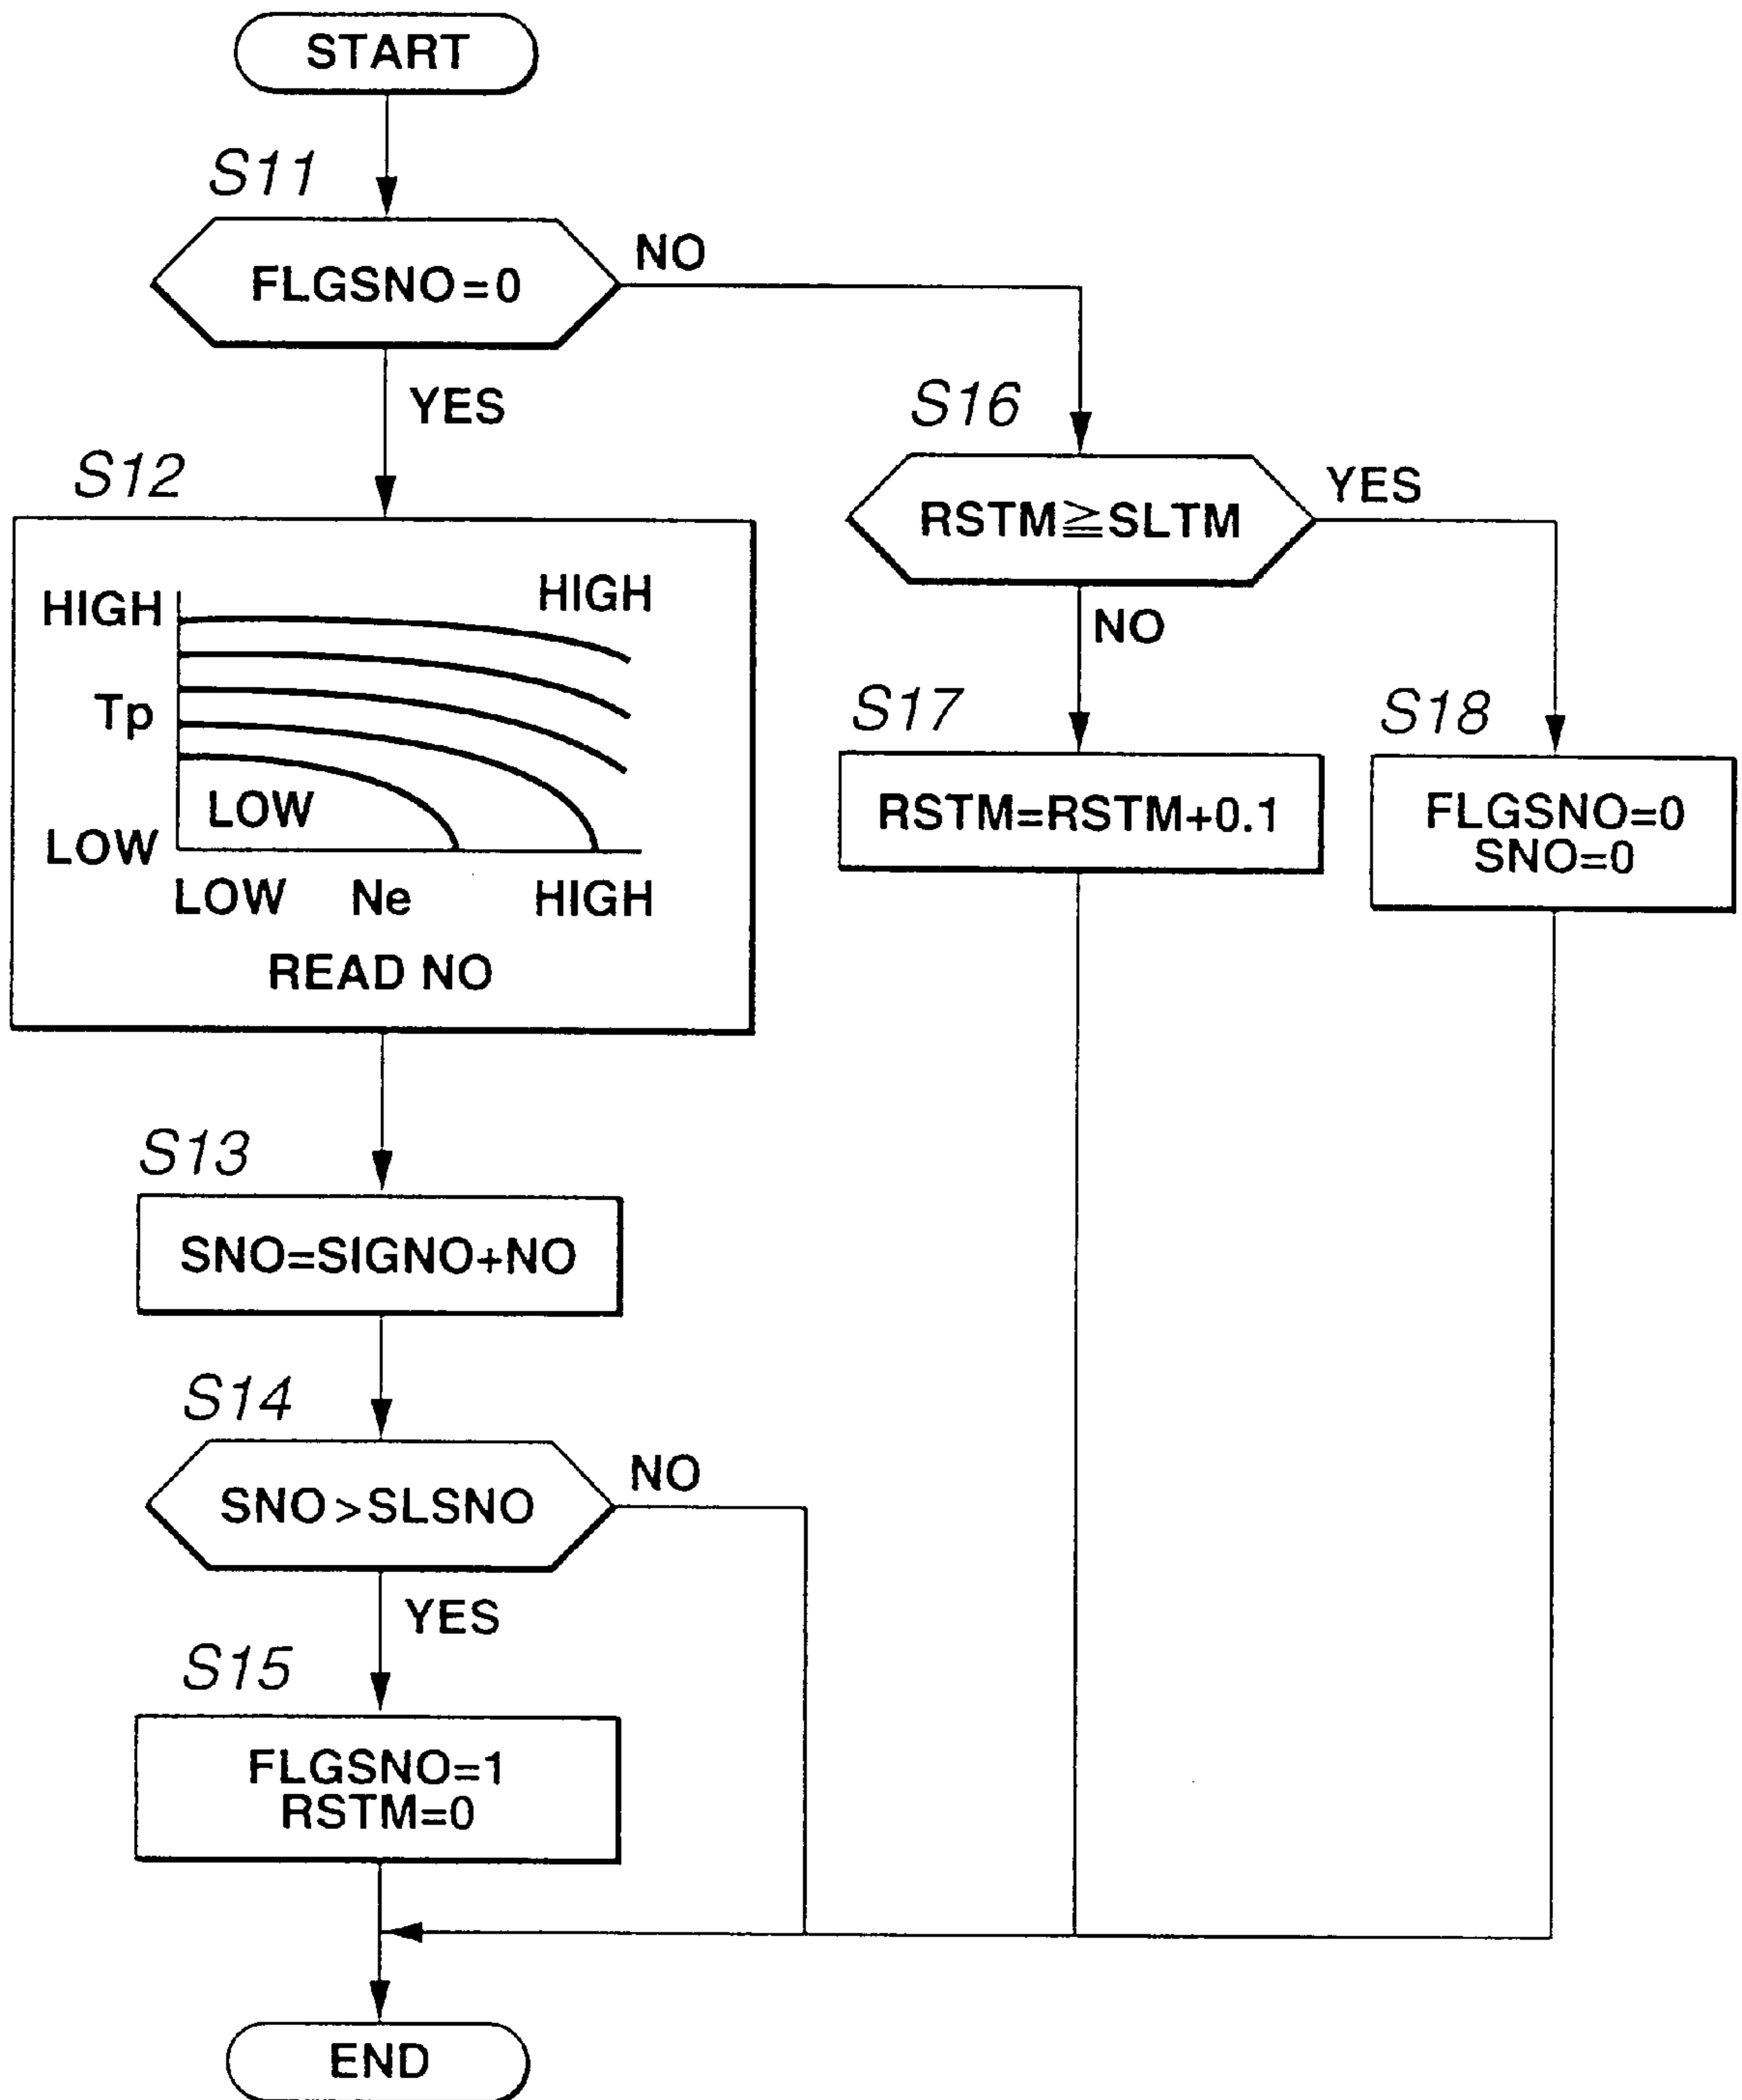 START
S11
FLGSNO=0
NO
YES
S16
RSTM≧SLTM
YES
NO
S12
HIGH
HIGH
Tp
LOW
LOW
LOW Ne HIGH
READ NO
S17
RSTM=RSTM+0.1
S18
FLGSNO=0
SNO=0
S13
SNO=SIGNO+NO
S14
SNO>SLSNO
NO
YES
S15
FLGSNO=1
RSTM=0
END